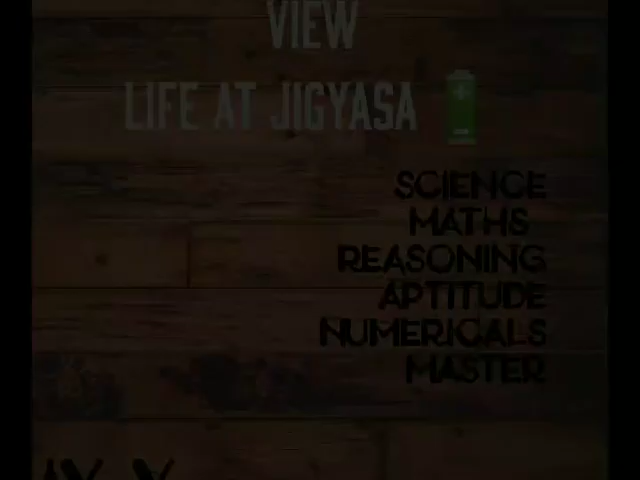 VIEW
LIFE AT JIGYASA
SCIENCE
MATHS
REASONING
APTITUDE
NUMERICALS
MASTER